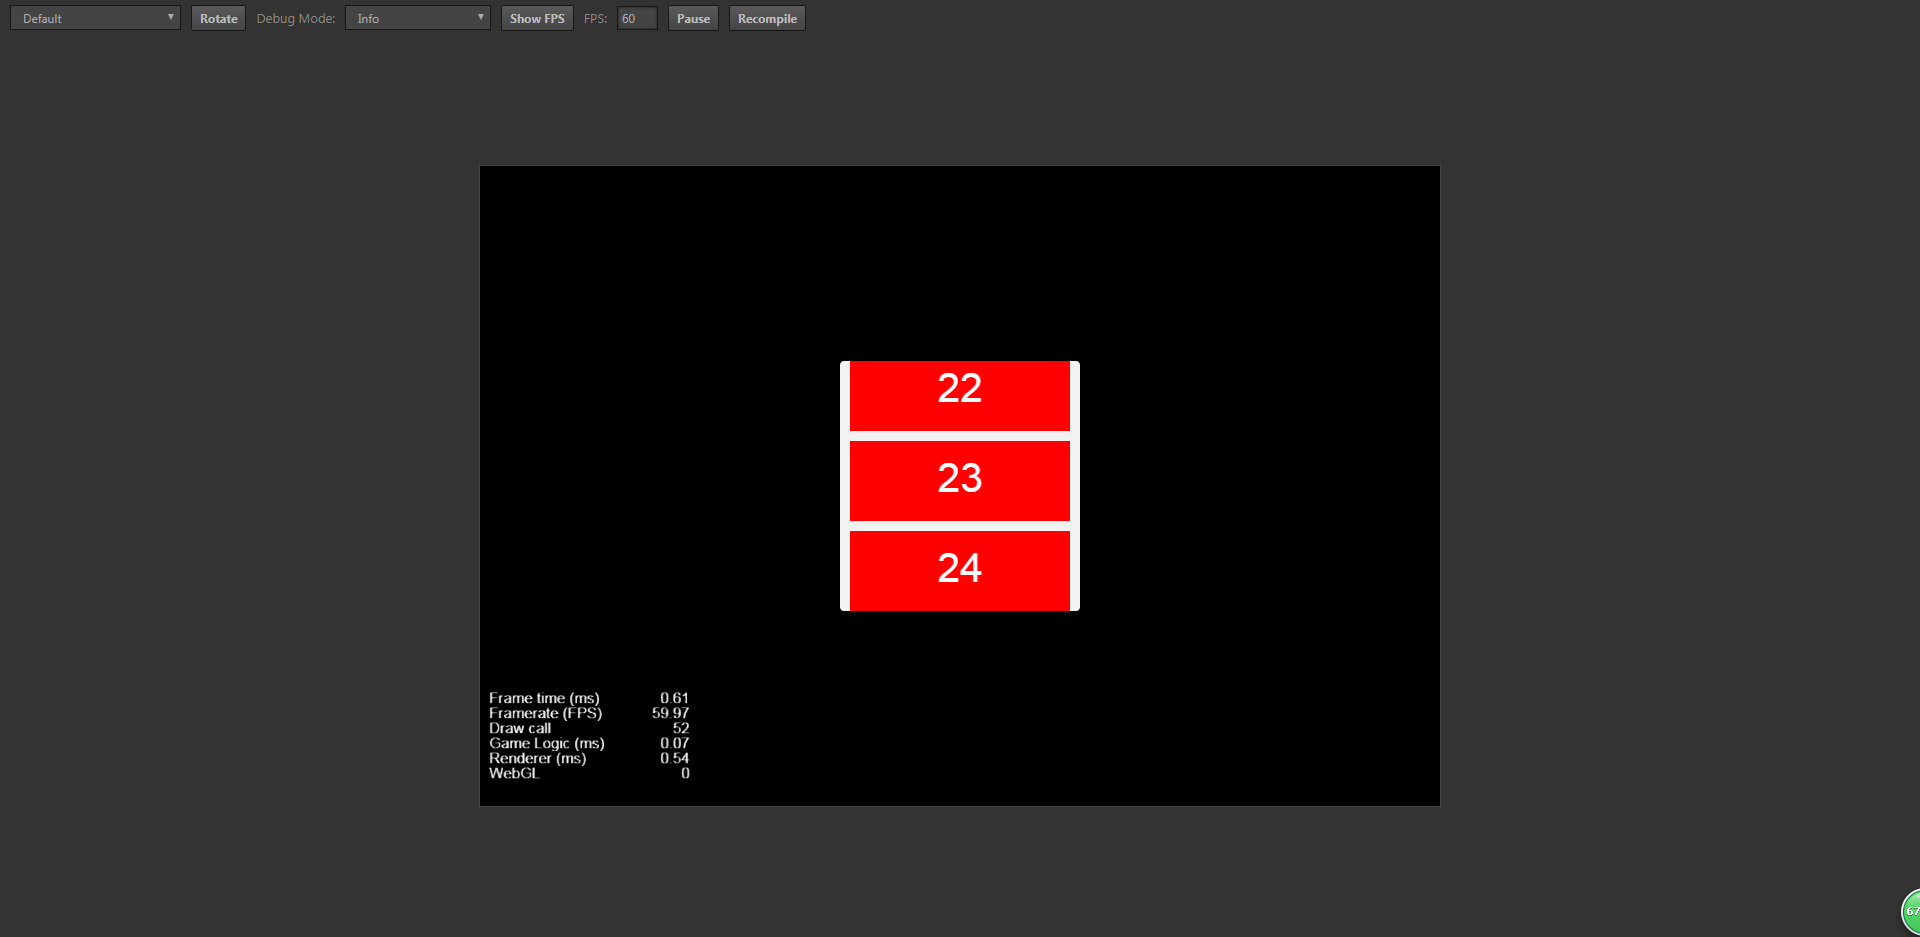 Default Rotate Debug Mode: Info Show FPS FPS: 60 Pause Recompile
22
23
24
Frame time (ms) 0.61
Framerate (FPS) 59.97
Draw call 52
Game Logic (ms) 0.07
Renderer (ms) 0.54
WebGL 0
67